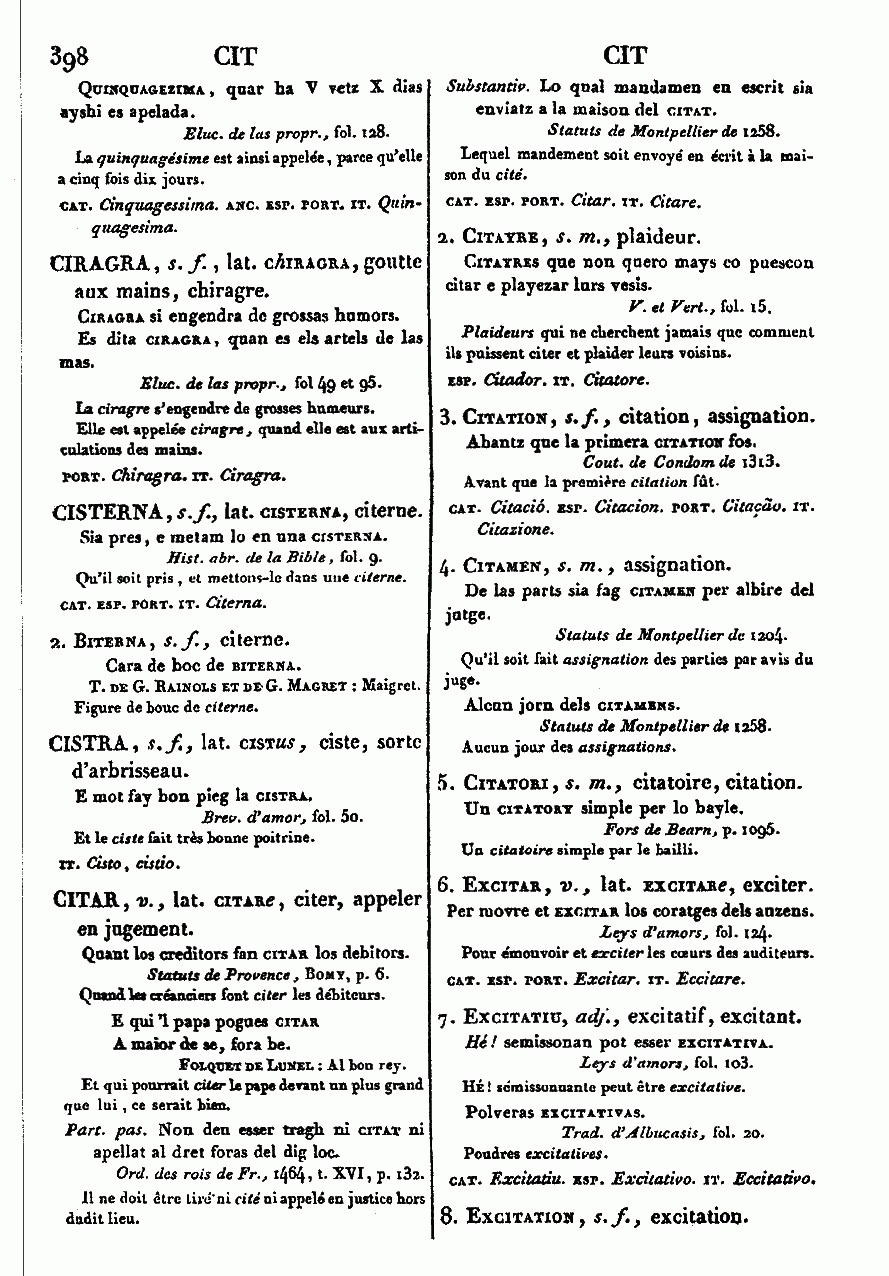 398 CIT CIT
QUINQUAGEZIMA, quar ha V vetz X dias
ayshi es apelada.
Eluc. de las propr., fol. 128.
La quinquagésime est ainsi appelée, parce qu'elle
a cinq fois dix jours.
CAT. Cinquagessima. ANC. ESP. PORT. IT. Quin-
quagesima.
CIRAGRA, s. f., lat. chIRAGRA, goutte
aux mains, chiragre.
CIRAGRA si engendra de grossas humors.
Es dita CIRAGRA, quan es els artels de las
mas.
Eluc. de las propr., fol 49 et 95.
La ciragre s'engendre de grosses humeurs.
Elle est appelée ciragre, quand elle est aux arti-
culations des mains.
PORT. Chiragra. IT. Ciragra.
CISTERNA, s. f., lat. CISTERNA, citerne.
Sia pres, e metam lo en una CISTERNA.
Hist. abr. de la Bible, fol. 9.
Qu'il soit pris, et mettons-le dans une citerne.
CAT. ESP. PORT. IT. Citerna.
2. BITERNA, s. f., citerne.
Cara de boc de BITERNA.
T. DE G. RAINOLS ET DE G. MAGRET : Maigret.
Figure de bouc de citerne.
CISTRA, s. f., lat. CISTus, ciste, sorte
d'arbrisseau.
E mot fay bon pieg la CISTRA.
Brev. d'amor, fol. 50.
Et le ciste fait très bonne poitrine.
IT. Cisto, cistio.
CITAR, v., lat. CITARe, citer, appeler
en jugement.
Quant los creditors fan CITAR los debitors.
Statuts de Provence, BOMY, p. 6.
Quand les créanciers font citer les débiteurs.
E qui 'l papa pogues CITAR
A maior de se, fora be.
FOLQUET DE LUNEL : Al bon rey.
Et qui pourrait citer le pape devant un plus grand
que lui, ce serait bien.
Part. pas. Non deu esser tragh ni CITAT ni
apellat al dret foras del dig loc.
Ord. des rois de Fr., 1464, t. XVI, p. 132.
Il ne doit être tiré ni cité ni appelé en justice hors
dudit lieu.
Substantiv. Lo qual mandamen en escrit sia
enviatz a la maison del CITAT.
Statuts de Montpellier de 1258.
Lequel mandement soit envoyé en écrit à la mai-
son du cité.
CAT. ESP. PORT. Citar. IT. Citare.
2. CITAYRE, s. m., plaideur.
CITAYRES que non quero mays co puescon
citar e playezar lurs vesis.
V. et Vert., fol. 15.
Plaideurs qui ne cherchent jamais que comment
ils puissent citer et plaider leurs voisins.
ESP. Citador. IT. Citatore.
3. CITATION, s. f., citation, assignation.
Abantz que la primera CITATION fos.
Cout. de Condom de 1313.
Avant que la première citation fût.
CAT. Citació. ESP. Citacion. PORT. Citação. IT.
Citazione.
4. CITAMEN, s. m., assignation.
De las parts sia fag CITAMEN per albire del
jutge.
Statuts de Montpellier de 1204.
Qu'il soit fait assignation des parties par avis du
juge.
Alcun jorn dels CITAMENS.
Statuts de Montpellier de 1258.
Aucun jour des assignations.
5. CITATORI, s. m., citatoire, citation.
Un CITATORY simple per lo bayle.
Fors de Bearn, p. 1095.
Un citatoire simple par le bailli.
6. EXCITAR, v., lat. EXCITARe, exciter.
Per movre et EXCITAR los coratges dels auzens.
Leys d'amors, fol. 124.
Pour émouvoir et exciter les cœurs des auditeurs.
CAT. ESP. PORT. Excitar. IT. Eccitare.
7. EXCITATIU, adj., excitatif, excitant.
Hé! semissonan pot esser EXCITATIVA.
Leys d'amors, fol. 103.
HÉ! sémissonnante peut être excitative.
Polveras EXCITATIVAS.
Trad. d'Albucasis, fol. 20.
Poudres excitatives.
CAT. Excitatiu. ESP. Excitativo. IT. Eccitativo.
8. EXCITATION, s. f., excitation.